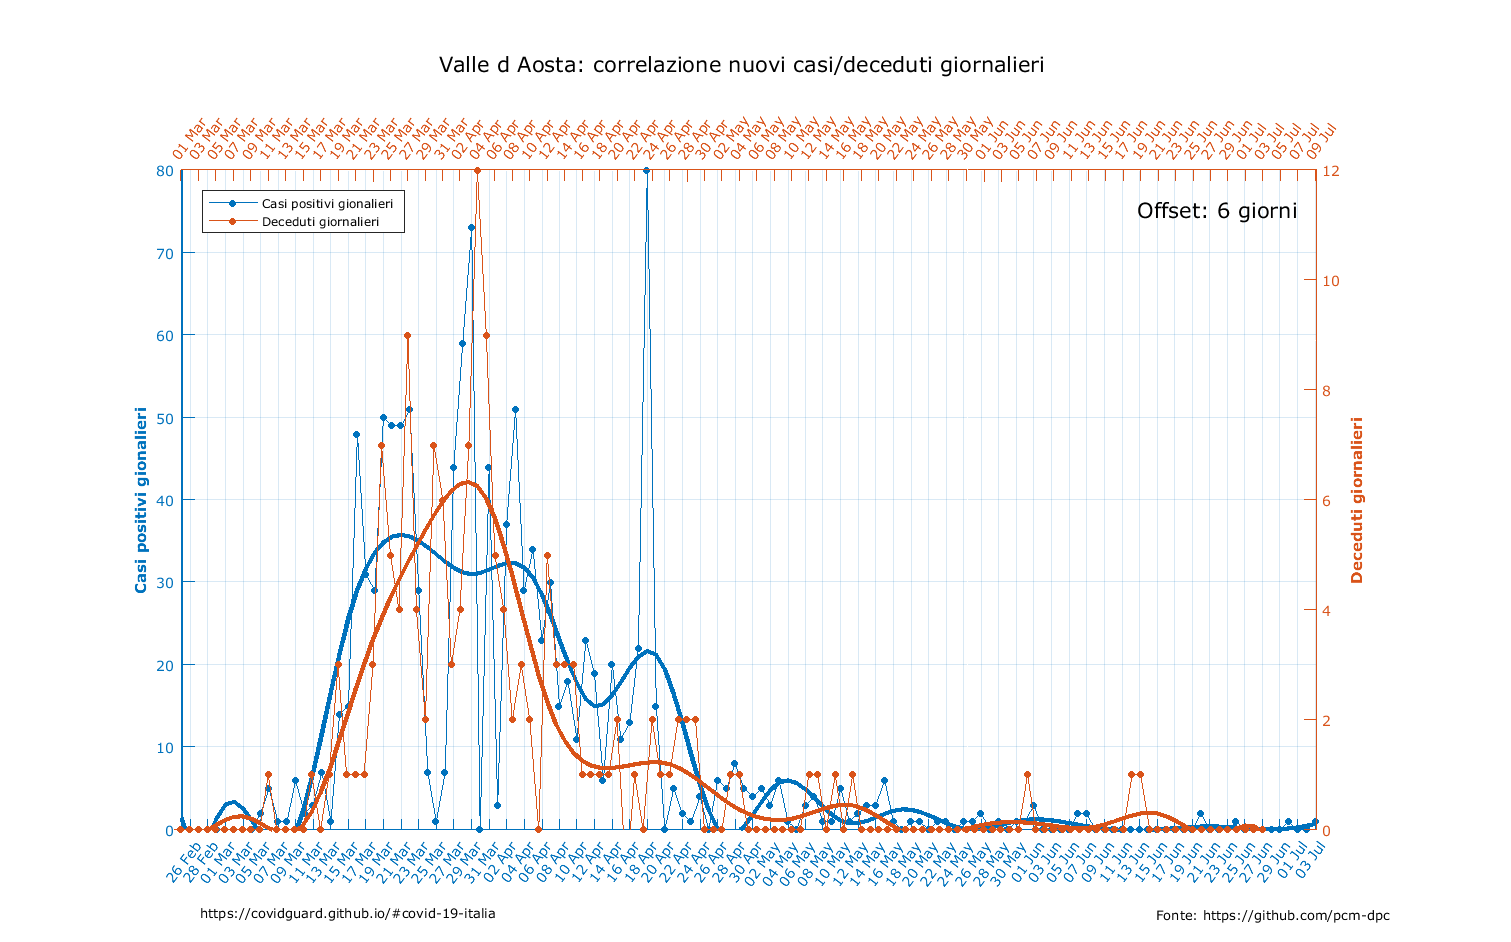 Valle d Aosta: correlazione nuovi casi/deceduti giornalieri
01 Mar 03 Mar 05 Mar 07 Mar 09 Mar 11 Mar 13 Mar 15 Mar 17 Mar 19 Mar 21 Mar 23 Mar 25 Mar 27 Mar 29 Mar 31 Mar 02 Apr 04 Apr 06 Apr 08 Apr 10 Apr 12 Apr 14 Apr 16 Apr 18 Apr 20 Apr 22 Apr 24 Apr 26 Apr 28 Apr 30 Apr 02 May 04 May 06 May 08 May 10 May 12 May 14 May 16 May 18 May 20 May 22 May 24 May 26 May 28 May 30 May 01 Jun 03 Jun 05 Jun 07 Jun 09 Jun 11 Jun 13 Jun 15 Jun 17 Jun 19 Jun 21 Jun 23 Jun 25 Jun 27 Jun 29 Jun 01 Jul 03 Jul 05 Jul 07 Jul 09 Jul
80
70
60
50
40
30
20
10
0
Casi positivi gionalieri
Casi positivi gionalieri
Deceduti giornalieri
Offset: 6 giorni
12
10
8
6
4
2
0
Deceduti giornalieri
26 Feb 28 Feb 01 Mar 03 Mar 05 Mar 07 Mar 09 Mar 11 Mar 13 Mar 15 Mar 17 Mar 19 Mar 21 Mar 23 Mar 25 Mar 27 Mar 29 Mar 31 Mar 02 Apr 04 Apr 06 Apr 08 Apr 10 Apr 12 Apr 14 Apr 16 Apr 18 Apr 20 Apr 22 Apr 24 Apr 26 Apr 28 Apr 30 Apr 02 May 04 May 06 May 08 May 10 May 12 May 14 May 16 May 18 May 20 May 22 May 24 May 26 May 28 May 30 May 01 Jun 03 Jun 05 Jun 07 Jun 09 Jun 11 Jun 13 Jun 15 Jun 17 Jun 19 Jun 21 Jun 23 Jun 25 Jun 27 Jun 29 Jun 01 Jul 03 Jul
https://covidguard.github.io/#covid-19-italia
Fonte: https://github.com/pcm-dpc